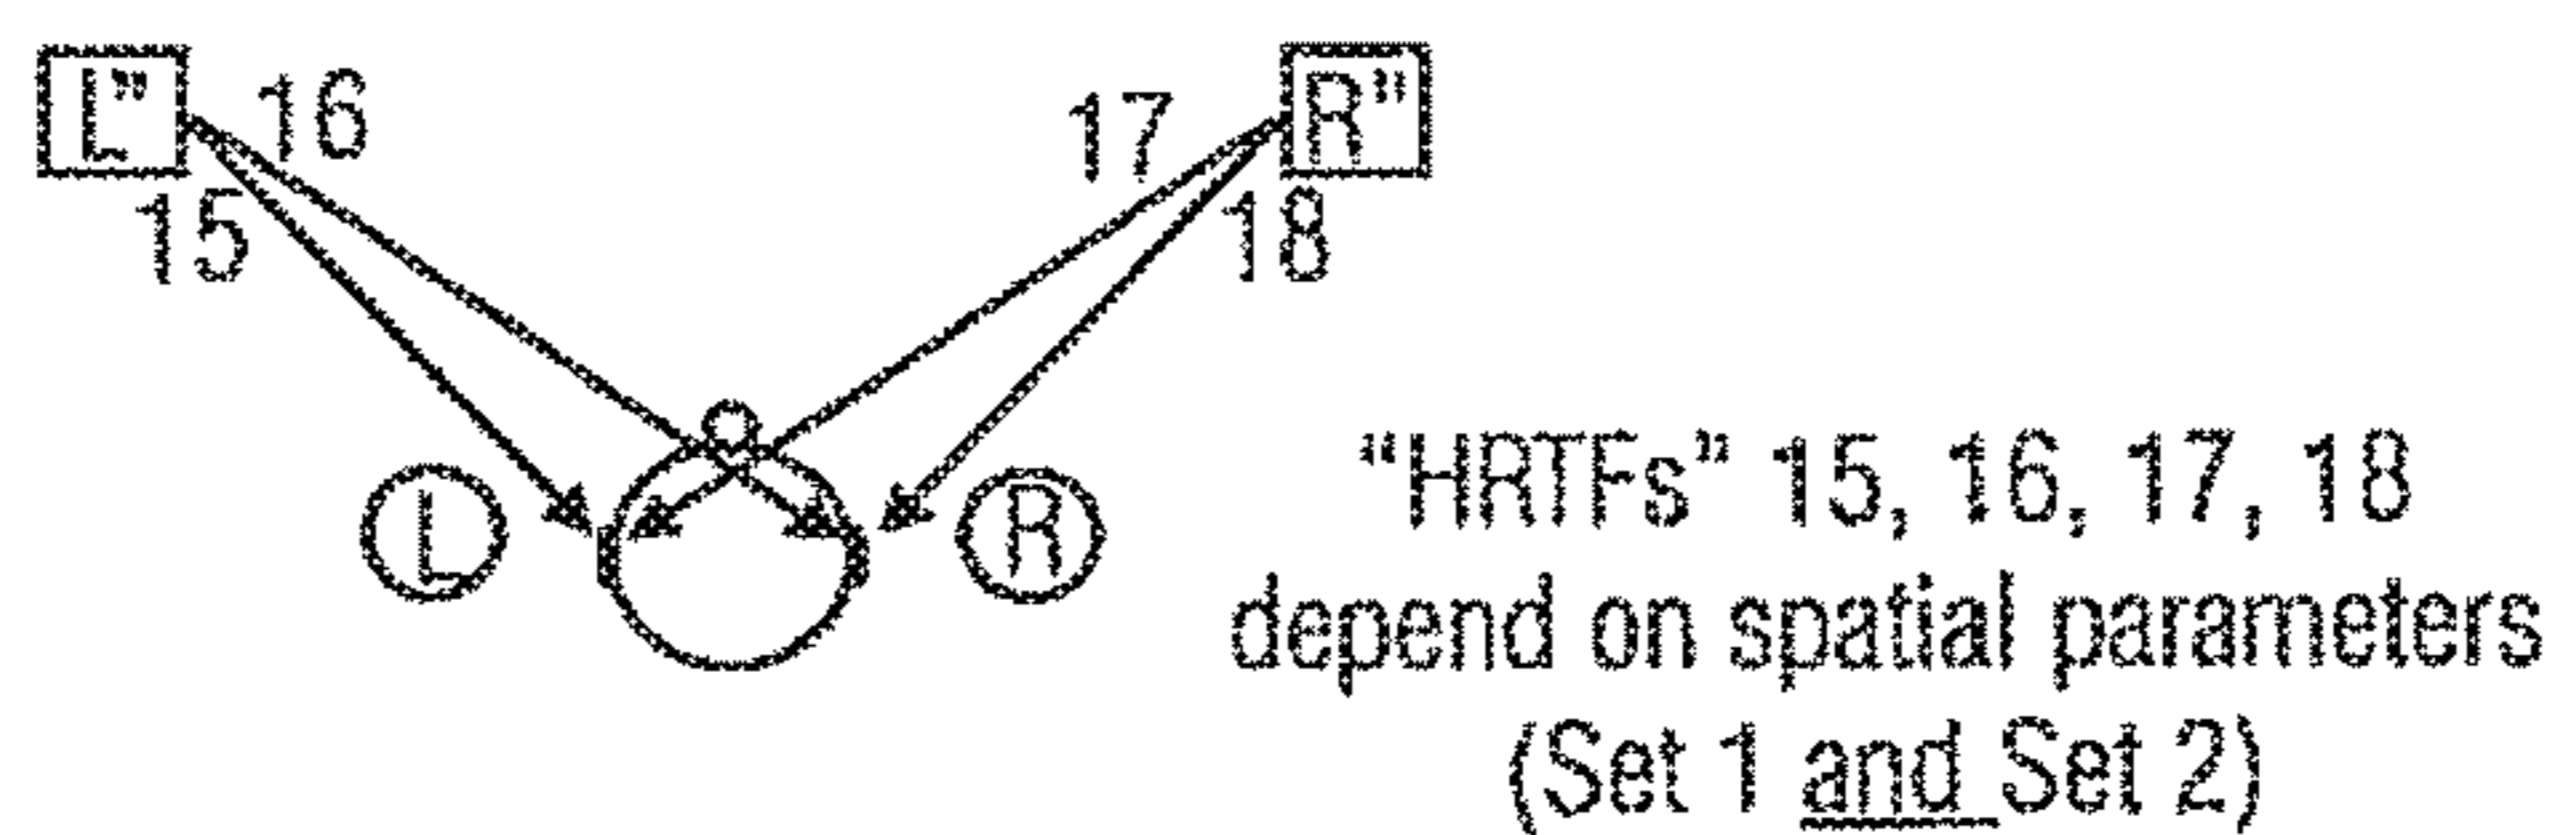 L” 16 17 R"
15 18
L R
“HRTFs” 15, 16, 17, 18
depend on spatial parameters
(Set 1 and Set 2)